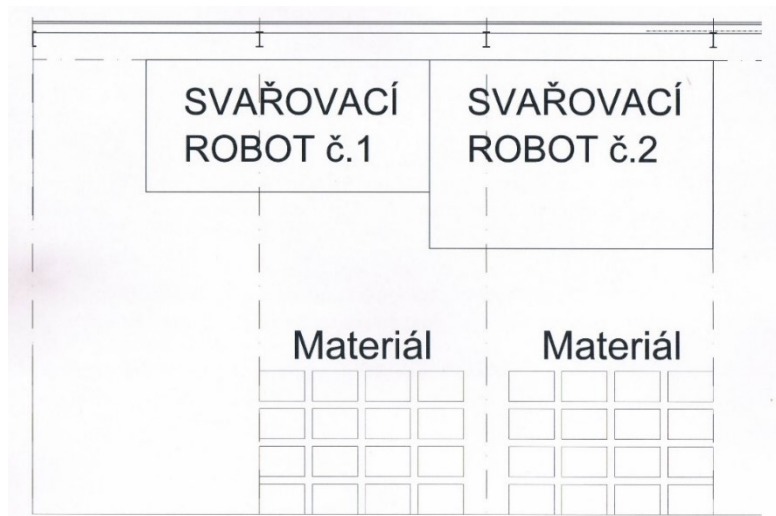 SVAŘOVACÍ
ROBOT č.1
SVAŘOVACÍ
ROBOT č.2
Materiál
Materiál